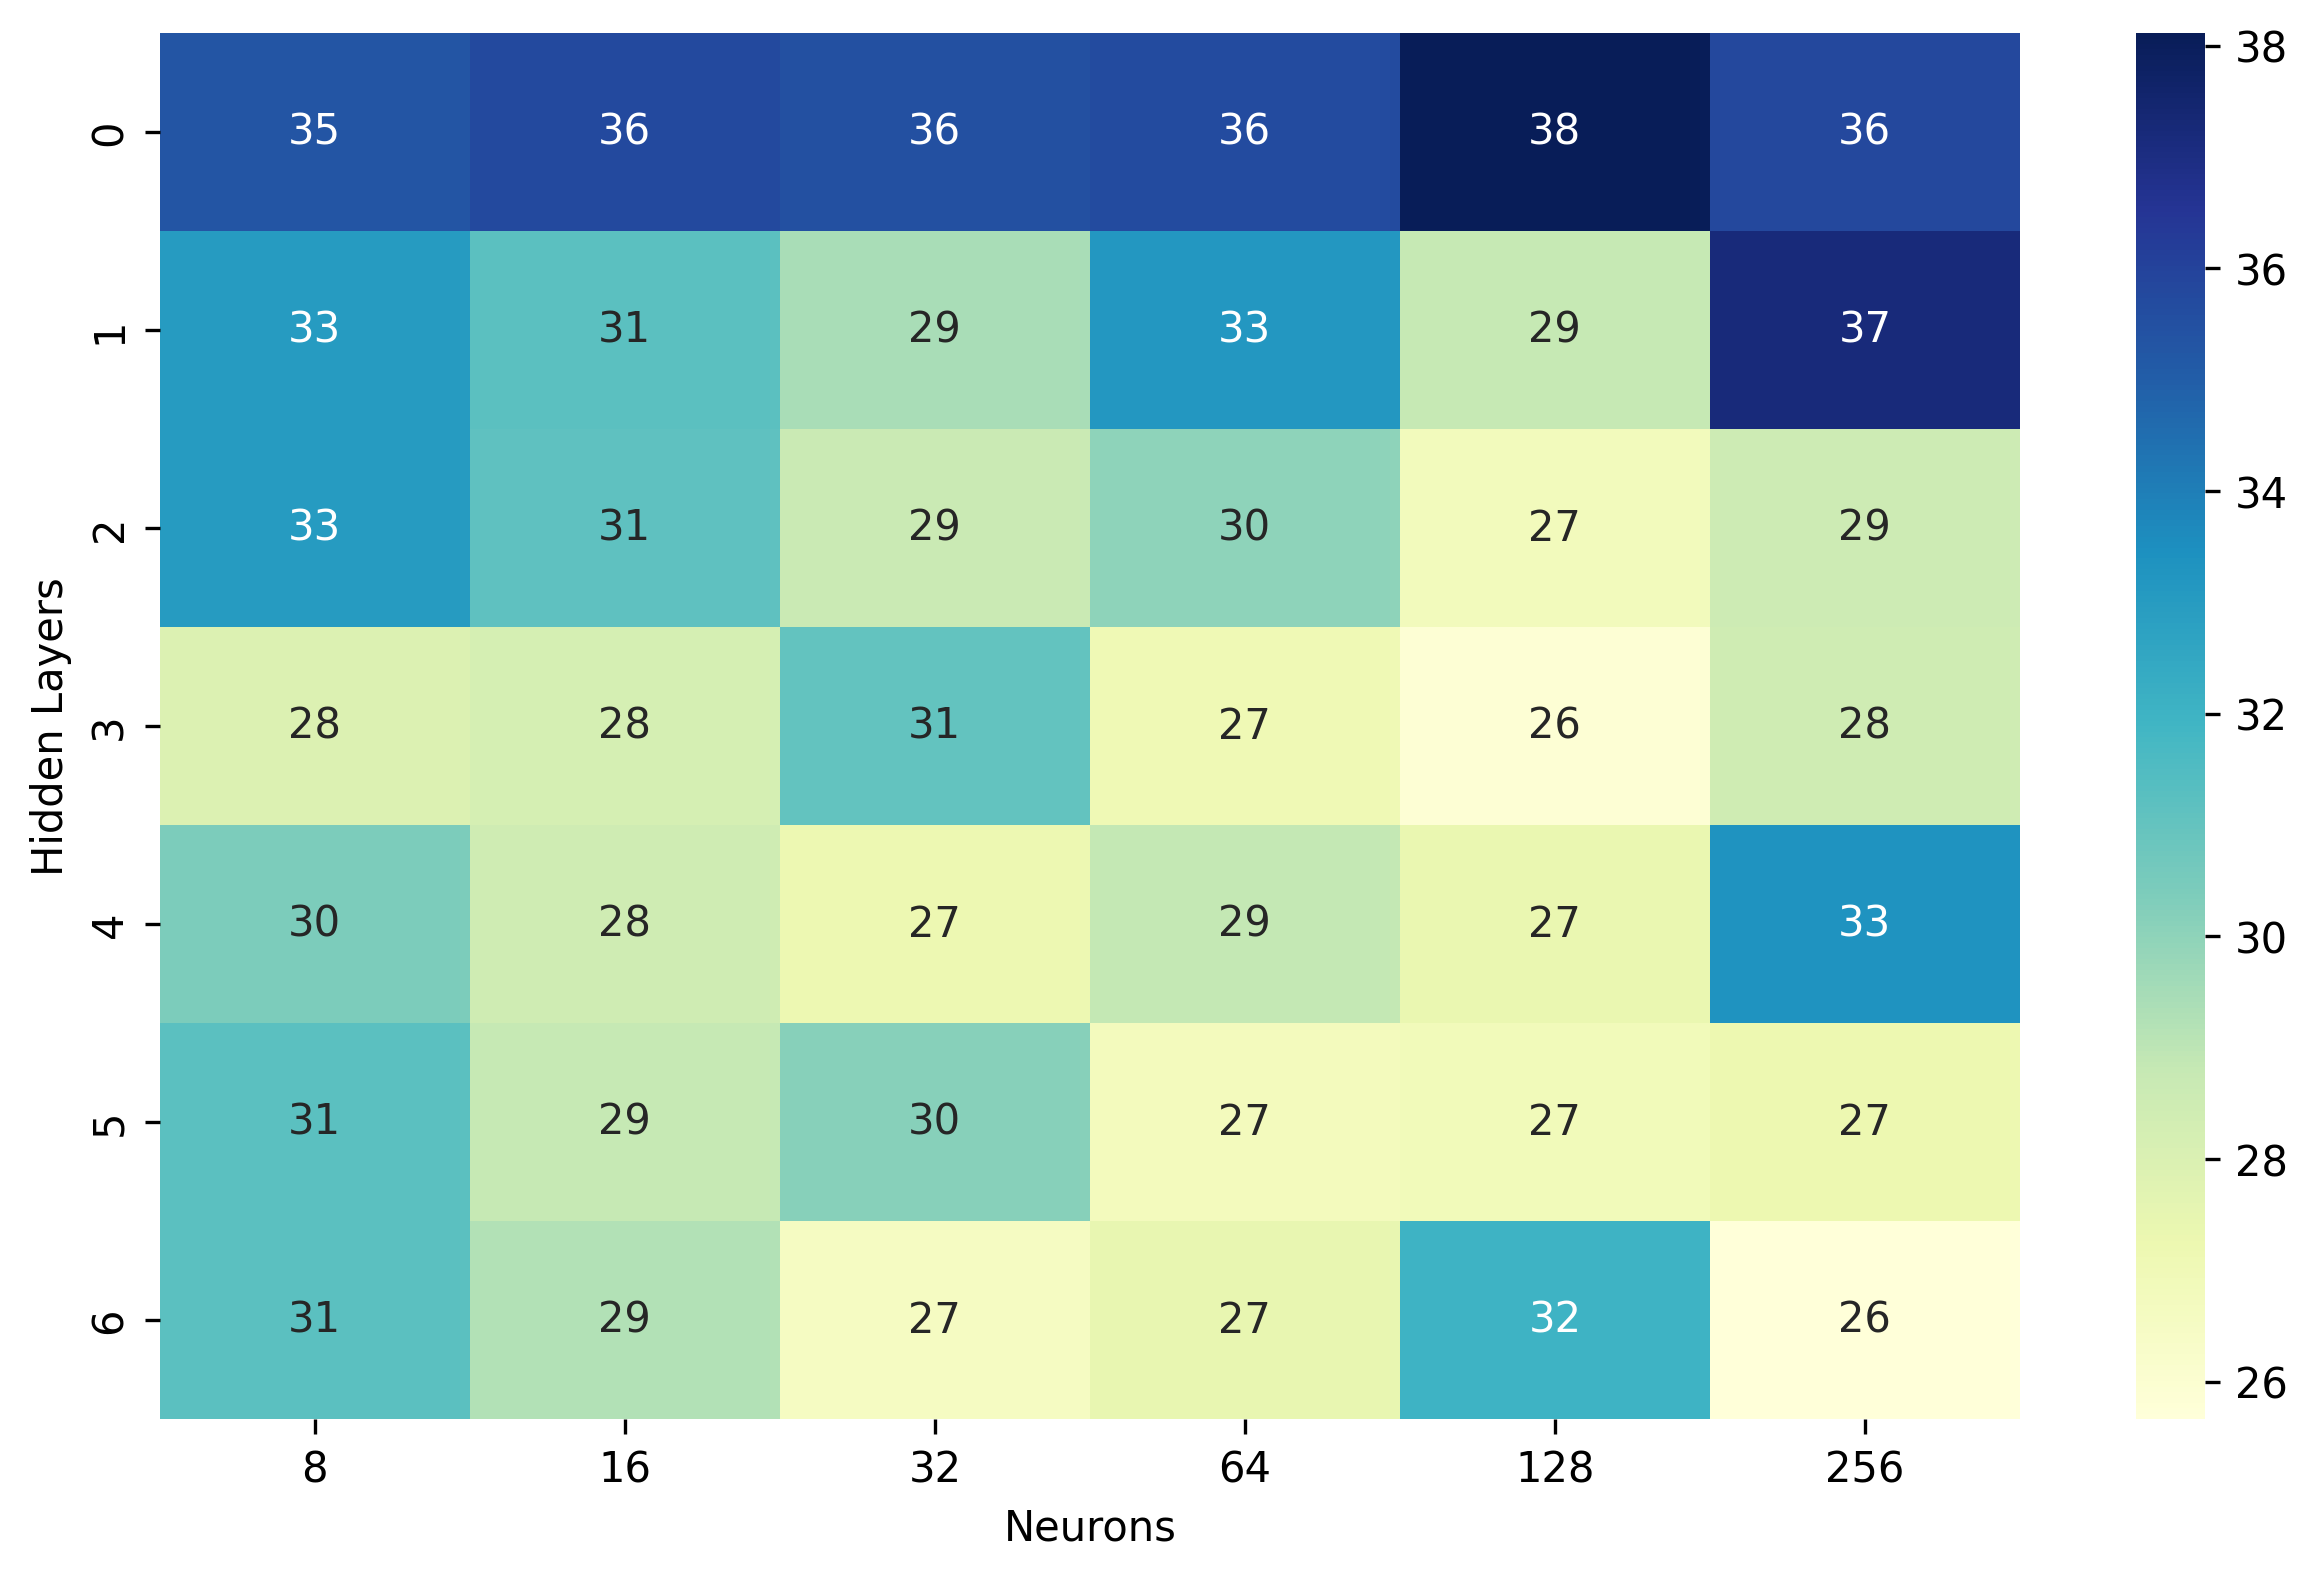 0 35 36 36 36 38 36
1 33 31 29 33 29 37
2 33 31 29 30 27 29
3 28 28 31 27 26 28
4 30 28 27 29 27 33
5 31 29 30 27 27 27
6 31 29 27 27 32 26
8 16 32 64 128 256
Neurons
Hidden Layers
38
36
34
32
30
28
26